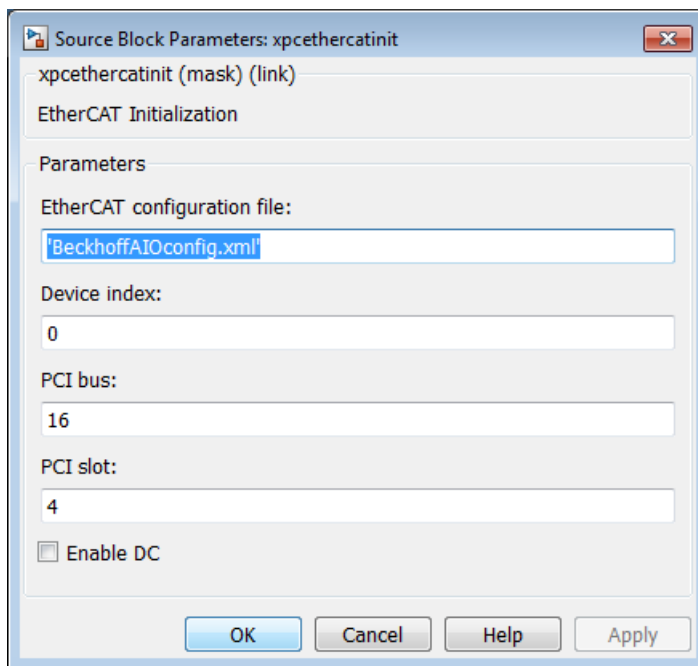 Source Block Parameters: xpcethercatinit
xpcethercatinit (mask) (link)
EtherCAT Initialization
Parameters
EtherCAT configuration file:
'BeckhoffAIOconfig.xml'
Device index:
0
PCI bus:
16
PCI slot:
4
Enable DC
OK Cancel Help Apply